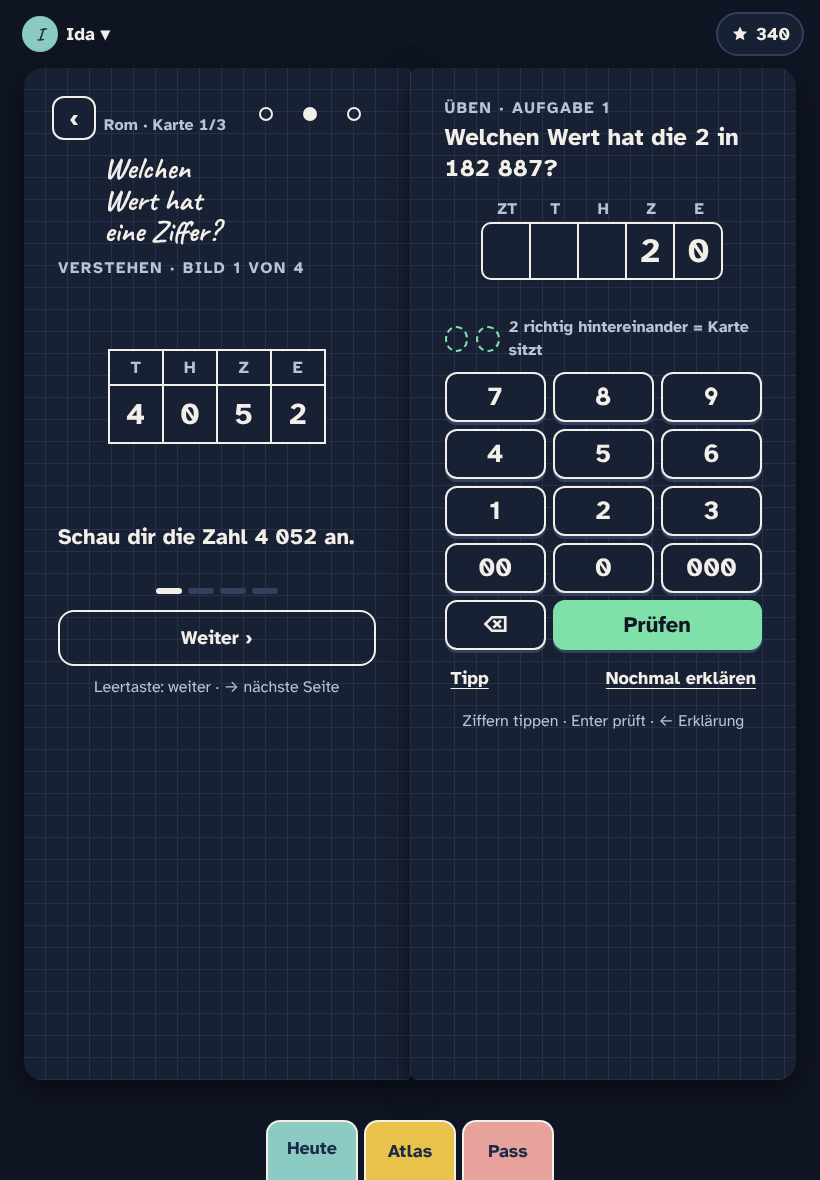 I Ida ▼
★ 340
‹ Rom · Karte 1/3
Welchen
Wert hat
eine Ziffer?
VERSTEHEN · BILD 1 VON 4
T H Z E
4 0 5 2
Schau dir die Zahl 4 052 an.
Weiter ›
Leertaste: weiter · → nächste Seite
ÜBEN · AUFGABE 1
Welchen Wert hat die 2 in
182 887?
ZT T H Z E
2 0
2 richtig hintereinander = Karte
sitzt
7 8 9
4 5 6
1 2 3
00 0 000
⌫ Prüfen
Tipp Nochmal erklären
Ziffern tippen · Enter prüft · ← Erklärung
Heute Atlas Pass